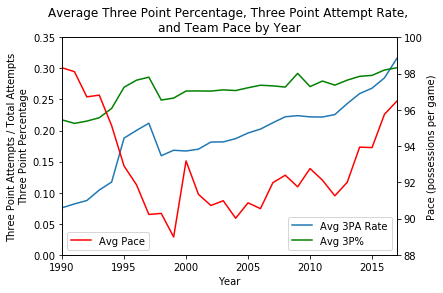 Average Three Point Percentage, Three Point Attempt Rate,
and Team Pace by Year
Three Point Attempts / Total Attempts
Three Point Percentage
0.35
0.30
0.25
0.20
0.15
0.10
0.05
0.00
100
98
96
94
92
90
88
Pace (possessions per game)
Avg Pace
Avg 3PA Rate
Avg 3P%
1990
1995
2000
2005
2010
2015
Year